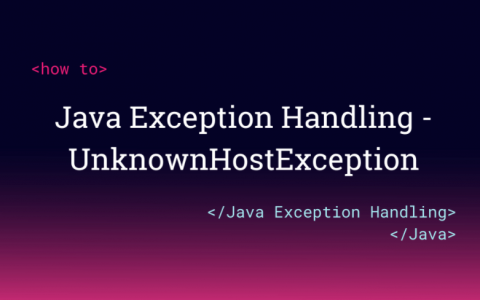 <how to>
Java Exception Handling -
UnknownHostException
</Java Exception Handling>
</Java>